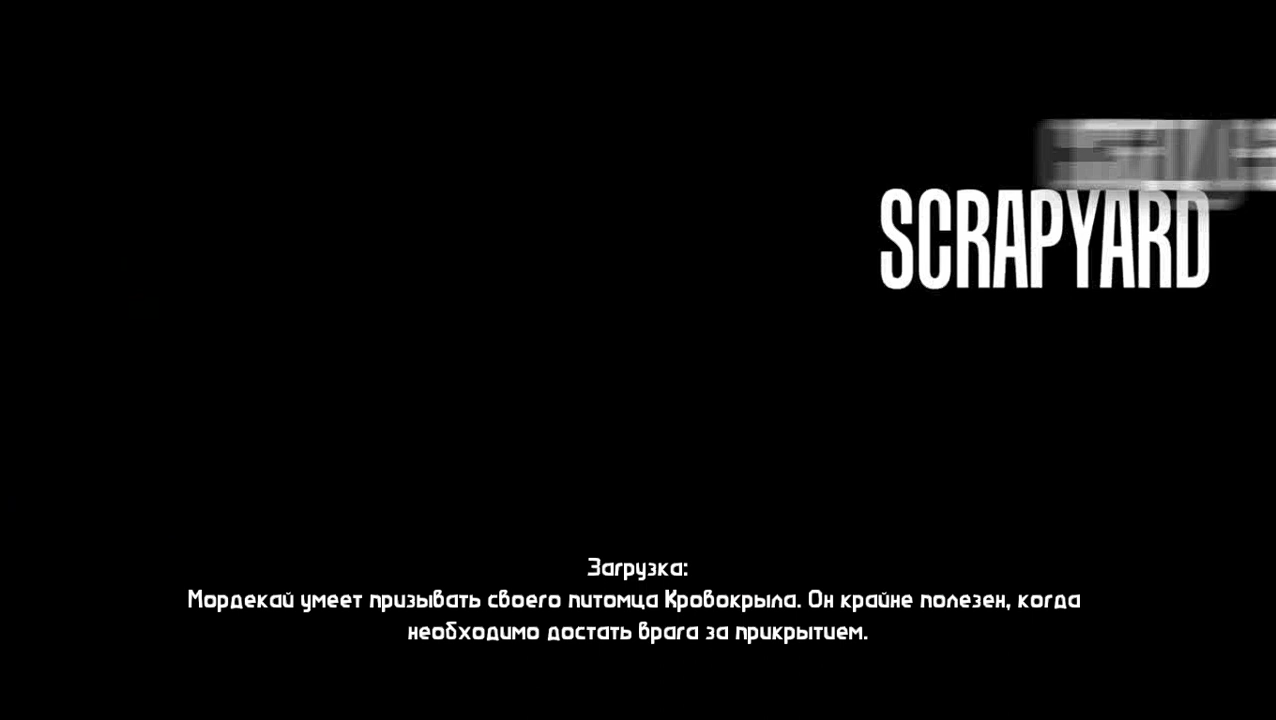 SCRAPYARD
Загрузка:
Мордекай умеет призывать своего питомца Кровокрыла. Он крайне полезен, когда
необходимо достать врага за прикрытием.